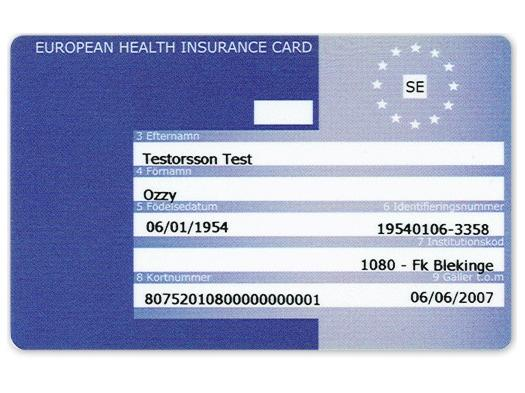 EUROPEAN HEALTH INSURANCE CARD
SE
3 Efternamn
Testorsson Test
4 Förnamn
Ozzy
5 Födelsedatum 6 Identifieringsnummer
06/01/1954 19540106-3358
7 Institutionskod
1080 - Fk Blekinge
8 Kortnummer 9 Gäller t.o.m
80752010800000000001 06/06/2007